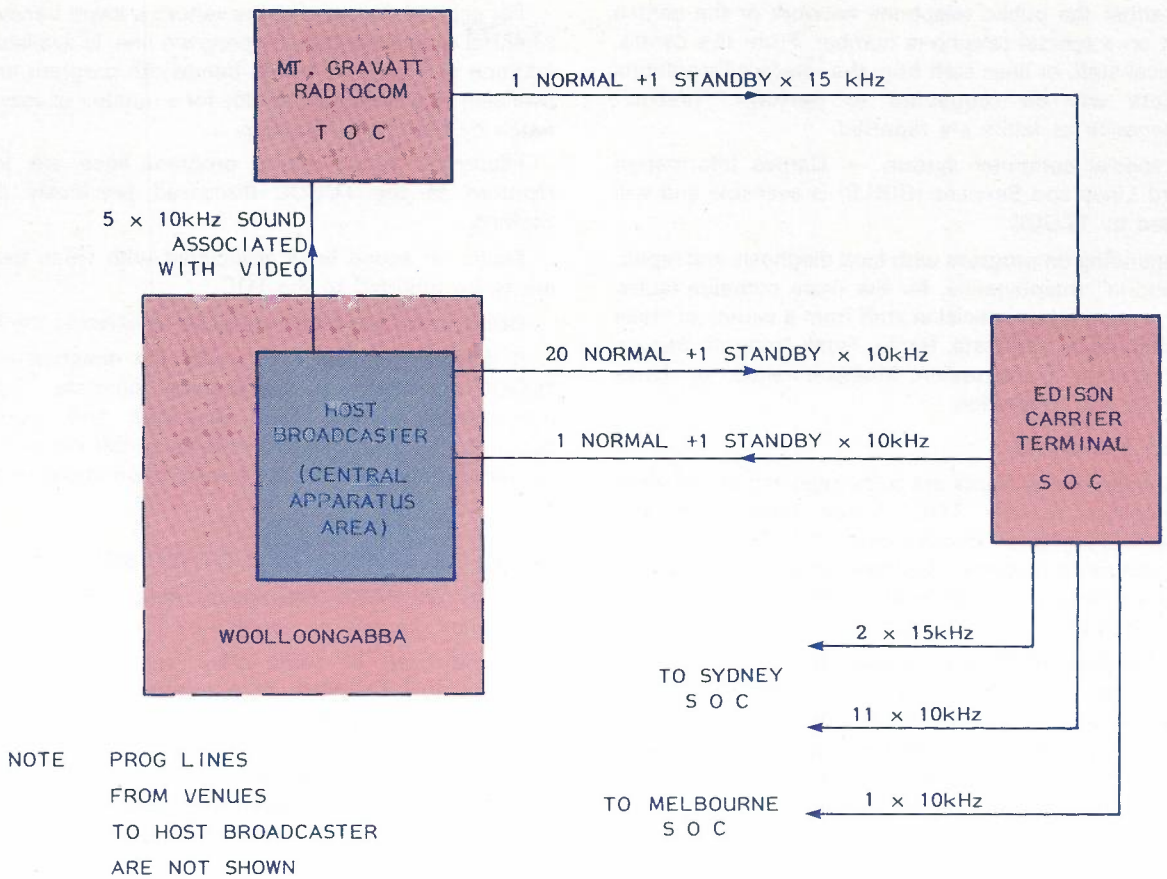 MT. GRAVATT
RADIOCOM
T O C
1 NORMAL +1 STANDBY × 15 kHz
5 × 10kHz SOUND
ASSOCIATED
WITH VIDEO
20 NORMAL +1 STANDBY × 10kHz
HOST
BROADCASTER
(CENTRAL
APPARATUS
AREA)
1 NORMAL +1 STANDBY × 10kHz
EDISON
CARRIER
TERMINAL
S O C
WOOLLOONGABBA
2 × 15kHz
TO SYDNEY
S O C
11 × 10kHz
TO MELBOURNE
S O C
1 × 10kHz
NOTE PROG LINES
FROM VENUES
TO HOST BROADCASTER
ARE NOT SHOWN